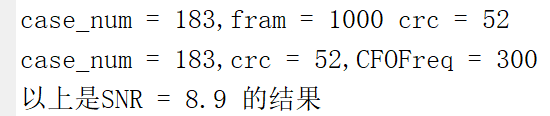 case_num = 183,fram = 1000 crc = 52
case_num = 183,crc = 52,CFOFreq = 300
以上是SNR = 8.9 的结果